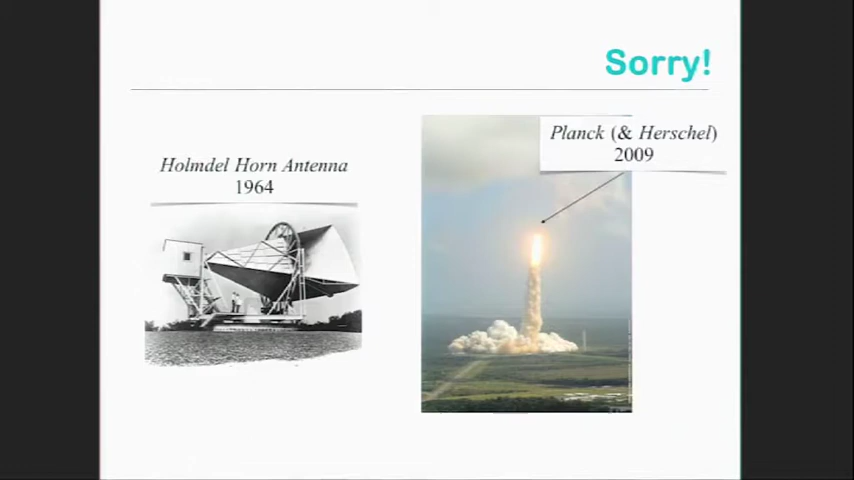 Sorry!
Holmdel Horn Antenna
1964
Planck (& Herschel)
2009